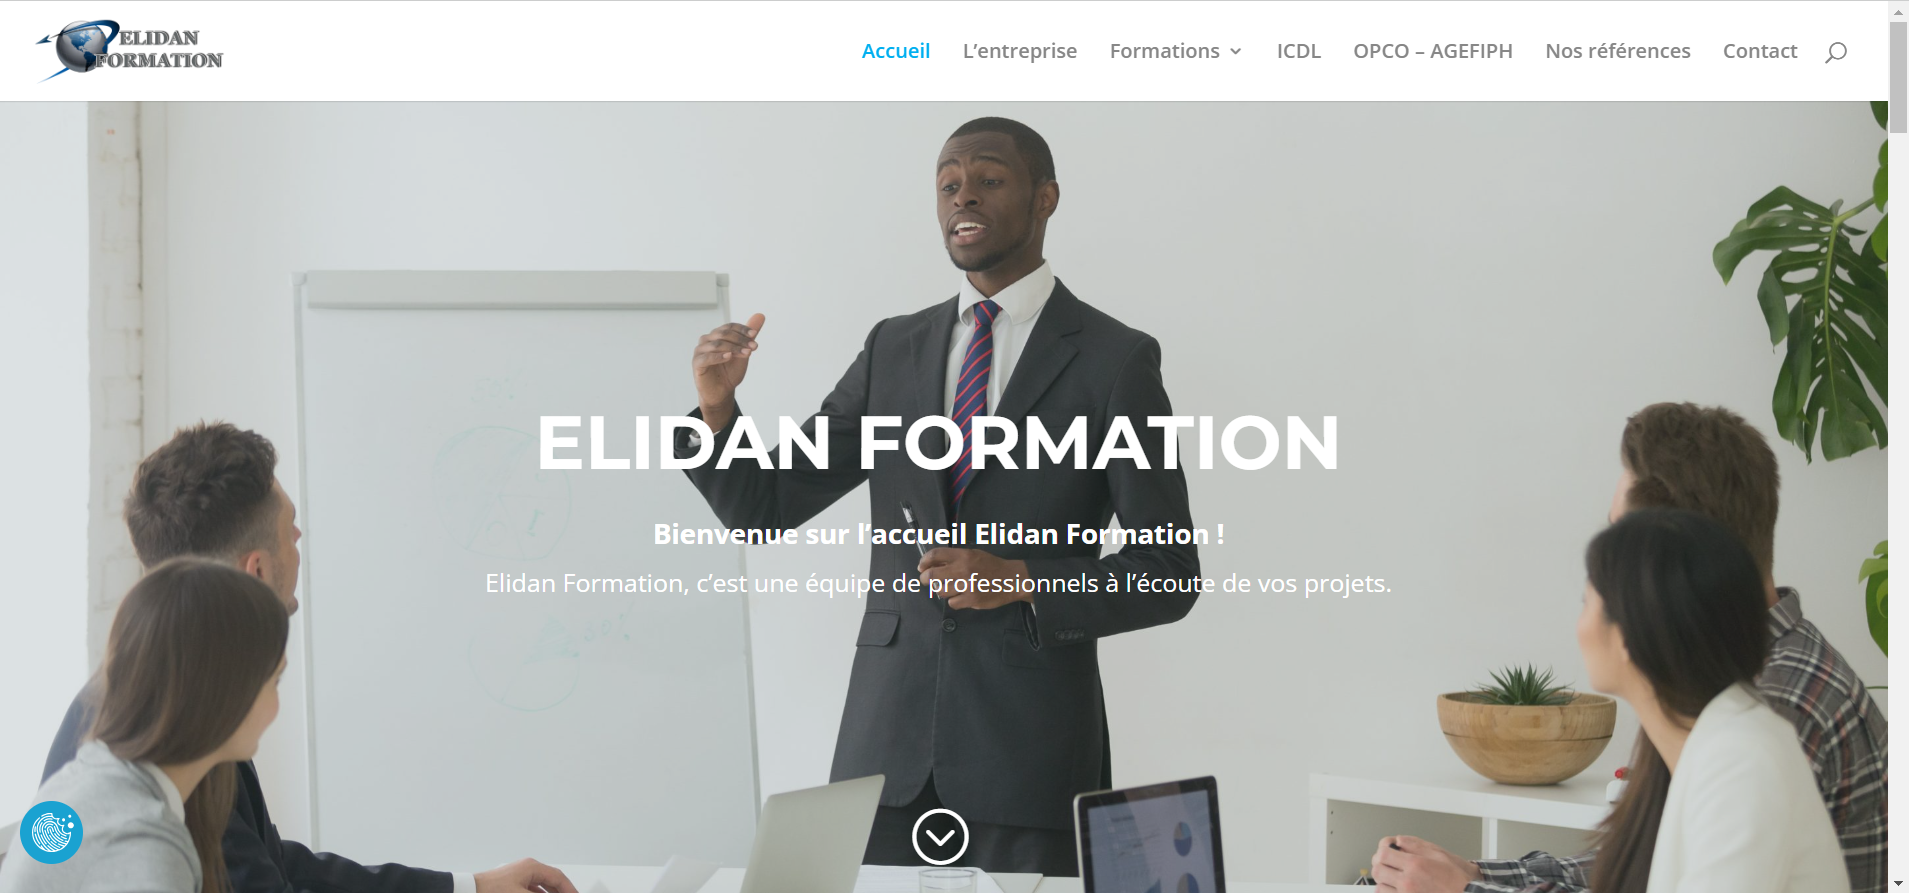 ELIDAN
FORMATION
Accueil
L’entreprise
Formations
ICDL
OPCO – AGEFIPH
Nos références
Contact
ELIDAN FORMATION
Bienvenue sur l’accueil Elidan Formation !
Elidan Formation, c’est une équipe de professionnels à l’écoute de vos projets.